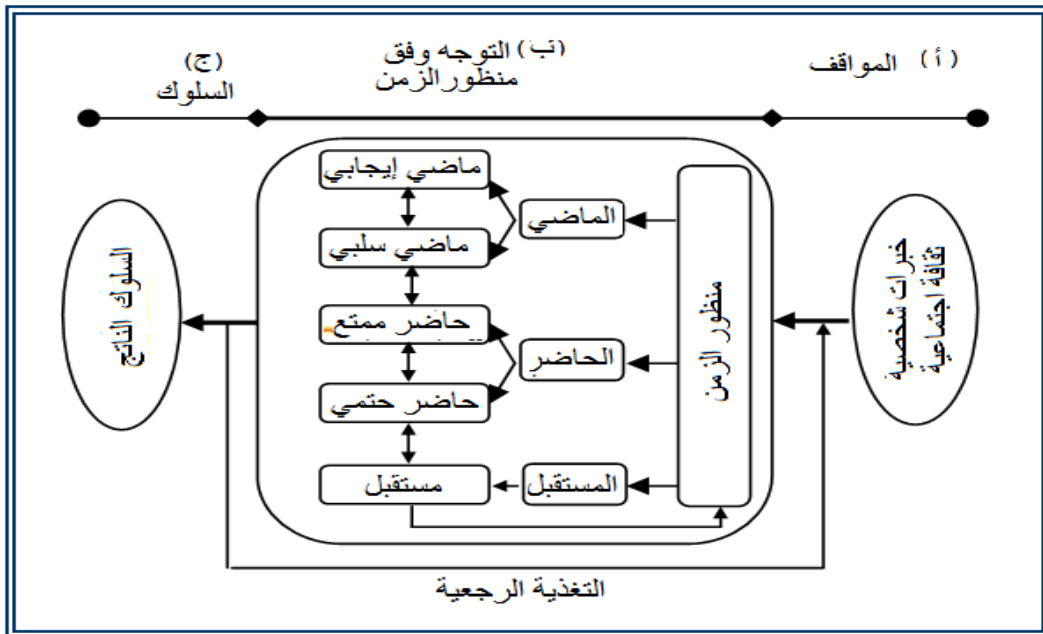 (أ) المواقف
(ب) التوجه وفق
منظور الزمن
(ج)
السلوك
خبرات شخصية
ثقافة اجتماعية
منظور الزمن
الماضي
الحاضر
المستقبل
ماضي إيجابي
ماضي سلبي
حاضر ممتع
حاضر حتمي
مستقبل
السلوك الناتج
التغذية الرجعية